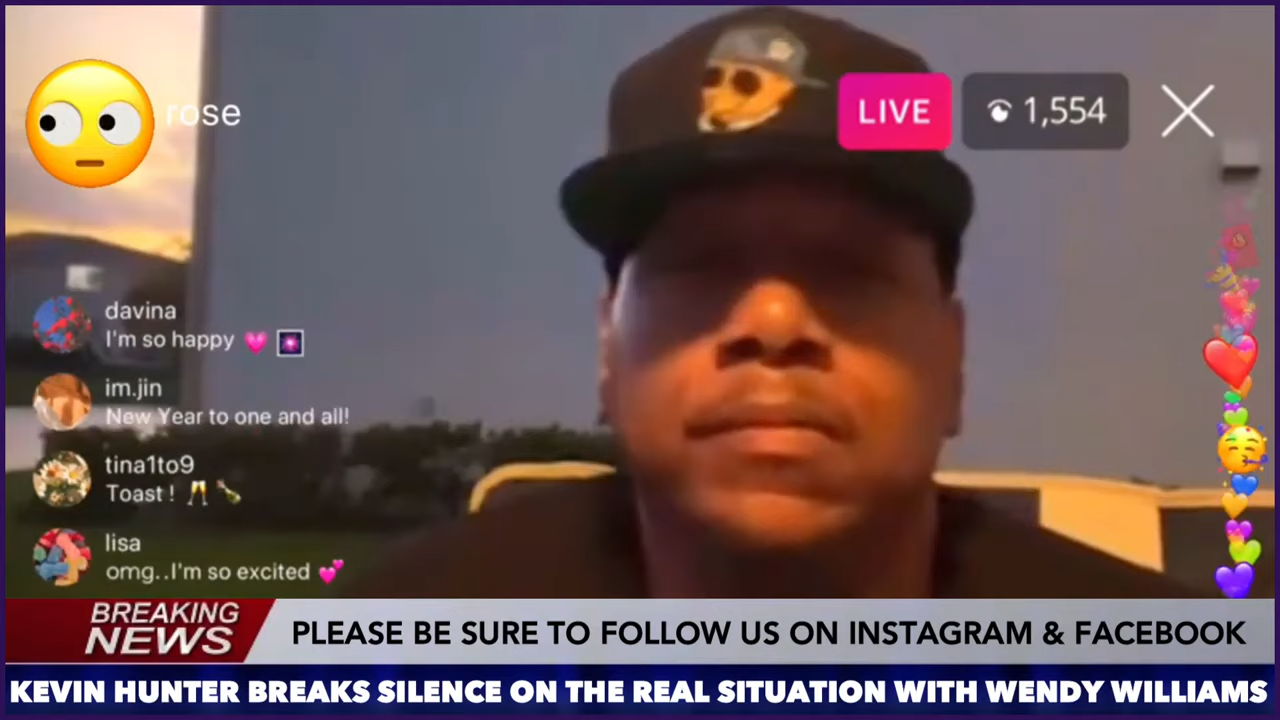 rose
LIVE
1,554
davina
I'm so happy 💗 🎆
im.jin
New Year to one and all!
tina1to9
Toast ! 🥂 🍾
lisa
omg..I'm so excited 💕
BREAKING
NEWS
PLEASE BE SURE TO FOLLOW US ON INSTAGRAM & FACEBOOK
KEVIN HUNTER BREAKS SILENCE ON THE REAL SITUATION WITH WENDY WILLIAMS